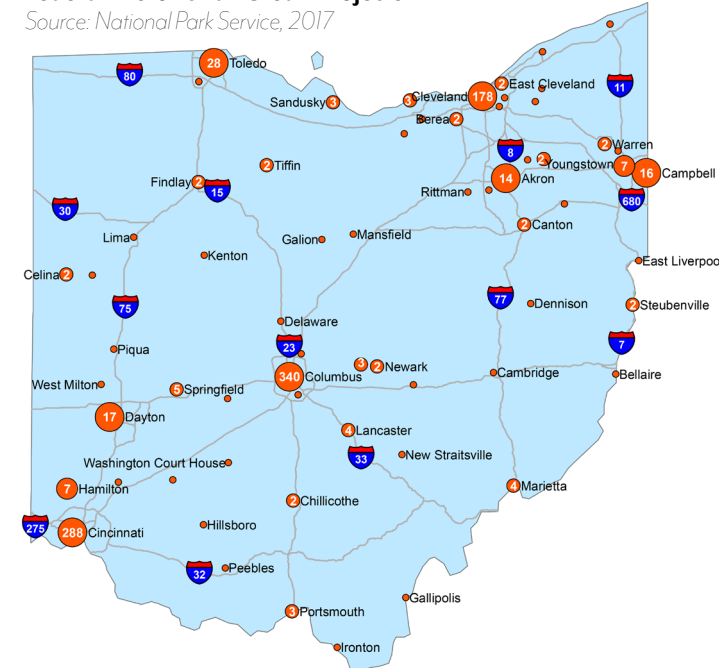 Source: National Park Service, 2017
11
28 Toledo
80
2 East Cleveland
Cleveland 178
Sandusky 3
3
Berea 2
8
2 Warren
2 Youngstown 7
16 Campbell
2 Tiffin
Findlay 2
15
14 Akron
Rittman
680
30
2 Canton
Lima
Galion
Mansfield
Kenton
East Liverpoo
Celina 2
75
77
Dennison
2 Steubenville
Delaware
23
7
Piqua
3
2 Newark
Cambridge
Bellaire
340 Columbus
West Milton
5 Springfield
17 Dayton
4 Lancaster
33
New Straitsville
Washington Court House
7 Hamilton
4 Marietta
2 Chillicothe
275
288 Cincinnati
Hillsboro
32
Peebles
Gallipolis
3 Portsmouth
Ironton